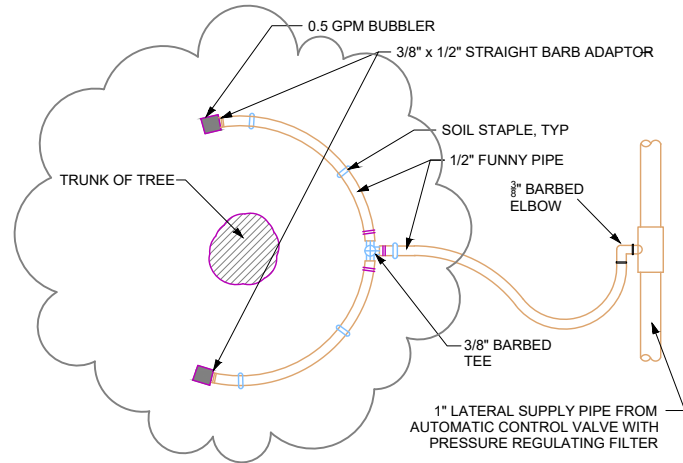 0.5 GPM BUBBLER
3/8" x 1/2" STRAIGHT BARB ADAPTOR
SOIL STAPLE, TYP
1/2" FUNNY PIPE
TRUNK OF TREE
3/8" BARBED
ELBOW
3/8" BARBED
TEE
1" LATERAL SUPPLY PIPE FROM
AUTOMATIC CONTROL VALVE WITH
PRESSURE REGULATING FILTER